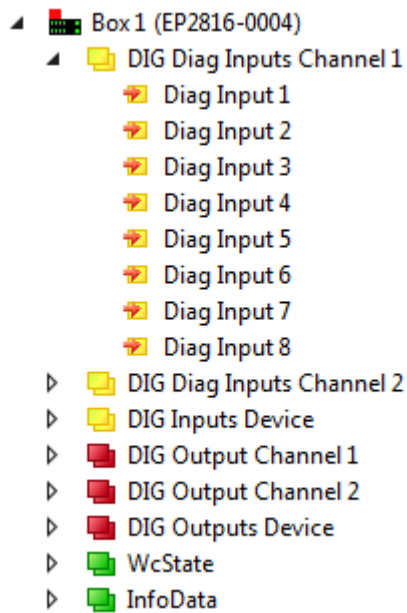 Box 1 (EP2816-0004)
DIG Diag Inputs Channel 1
Diag Input 1
Diag Input 2
Diag Input 3
Diag Input 4
Diag Input 5
Diag Input 6
Diag Input 7
Diag Input 8
DIG Diag Inputs Channel 2
DIG Inputs Device
DIG Output Channel 1
DIG Output Channel 2
DIG Outputs Device
WcState
InfoData